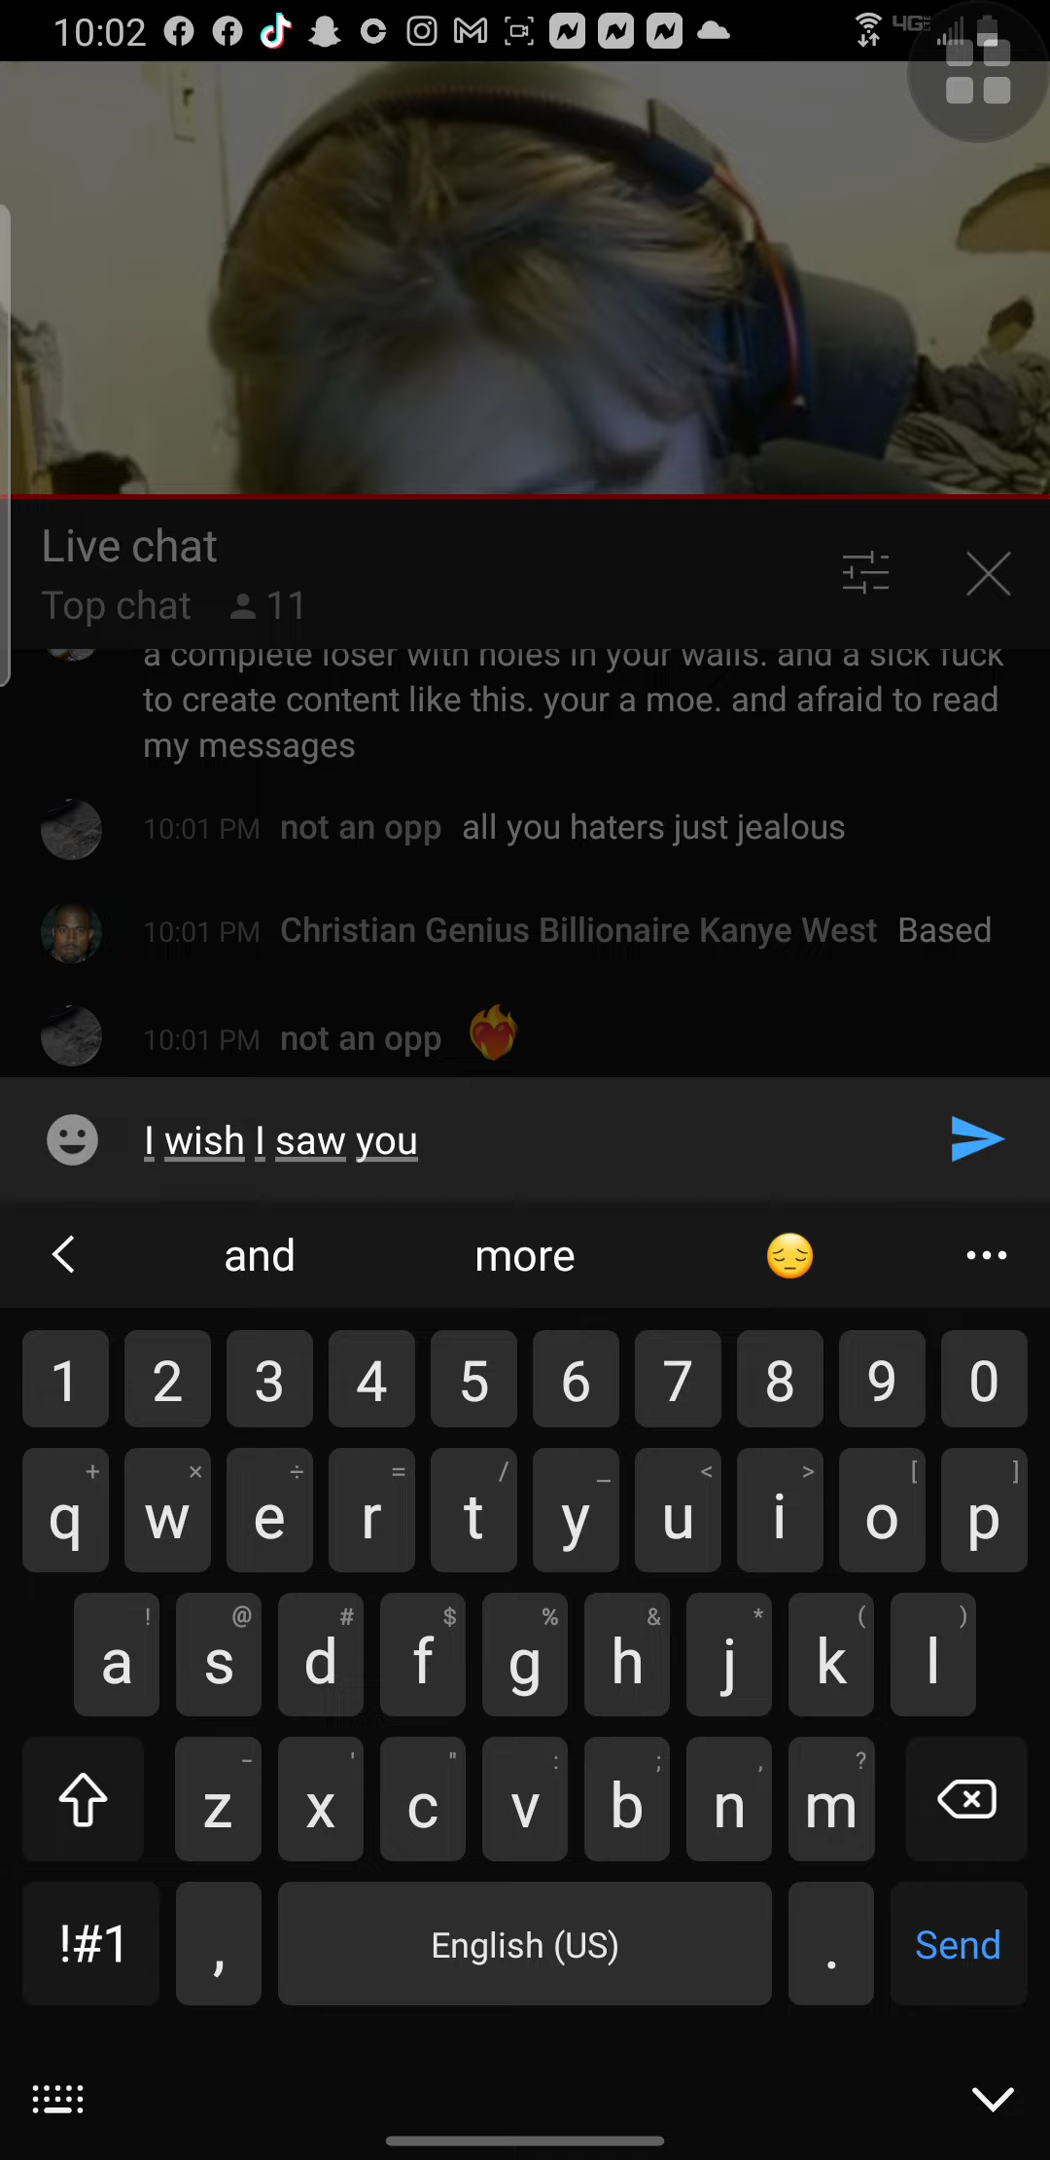 10:02
4GE
Live chat
Top chat 11
a complete loser with holes in your walls. and a sick fuck
to create content like this. your a moe. and afraid to read
my messages
10:01 PM not an opp all you haters just jealous
10:01 PM Christian Genius Billionaire Kanye West Based
10:01 PM not an opp ❤️‍🔥
I wish I saw you
and more 😔 •••
1 2 3 4 5 6 7 8 9 0
+ × ÷ = / _ < > [ ]
q w e r t y u i o p
! @ # $ % & * ( )
a s d f g h j k l
- ' " : ; , ?
z x c v b n m
!#1 , English (US) . Send